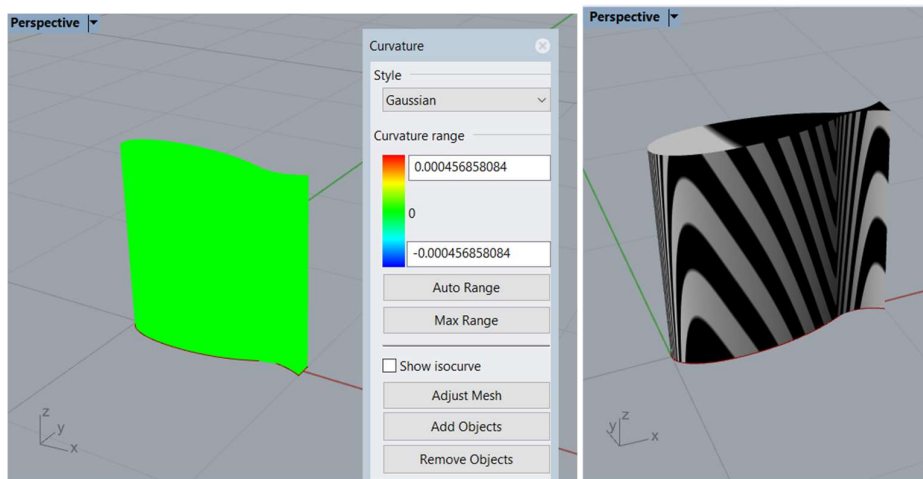 Perspective
Curvature
Style
Gaussian
Curvature range
0.000456858084
0
-0.000456858084
Auto Range
Max Range
Show isocurve
Adjust Mesh
Add Objects
Remove Objects
z
y
x
Perspective
z
y
x